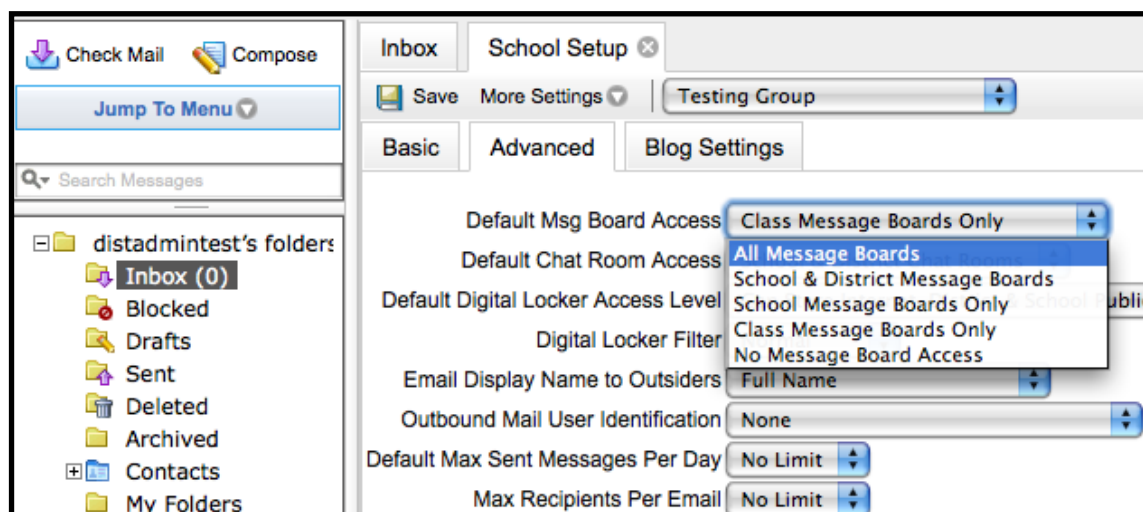 Check Mail Compose
Jump To Menu
Search Messages
distadmintest's folders
Inbox (0)
Blocked
Drafts
Sent
Deleted
Archived
Contacts
My Folders
Inbox School Setup
Save More Settings Testing Group
Basic Advanced Blog Settings
Default Msg Board Access Class Message Boards Only
All Message Boards
School & District Message Boards
School Message Boards Only
Class Message Boards Only
No Message Board Access
Default Chat Room Access Chat Rooms
Default Digital Locker Access Level & School Public
Digital Locker Filter
Email Display Name to Outsiders Full Name
Outbound Mail User Identification None
Default Max Sent Messages Per Day No Limit
Max Recipients Per Email No Limit